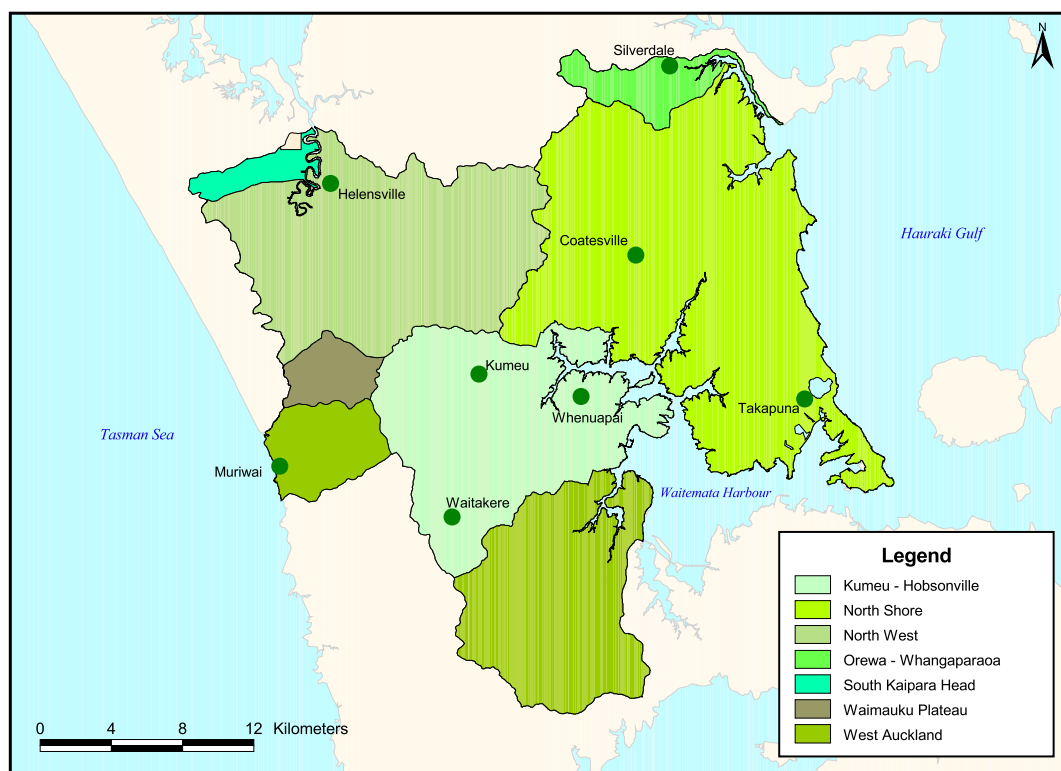 N
Silverdale
Helensville
Hauraki Gulf
Coatesville
Kumeu
Whenuapai
Takapuna
Tasman Sea
Muriwai
Waitemata Harbour
Waitakere
Legend
Kumeu - Hobsonville
North Shore
North West
Orewa - Whangaparaoa
South Kaipara Head
Waimauku Plateau
West Auckland
0 4 8 12 Kilometers